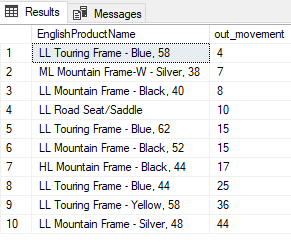 Results Messages
EnglishProductName out_movement
1 LL Touring Frame - Blue, 58 4
2 ML Mountain Frame-W - Silver, 38 7
3 LL Mountain Frame - Black, 40 8
4 LL Road Seat/Saddle 10
5 LL Touring Frame - Blue, 62 15
6 LL Mountain Frame - Black, 52 15
7 HL Mountain Frame - Black, 44 17
8 LL Touring Frame - Blue, 44 25
9 LL Touring Frame - Yellow, 58 36
10 LL Mountain Frame - Silver, 48 44